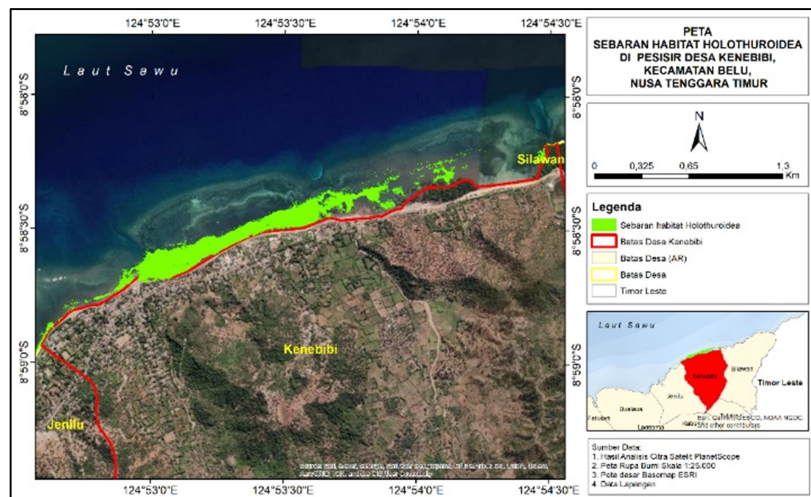 124°53'0"E 124°53'30"E 124°54'0"E 124°54'30"E
Laut Sawu
8°58'0"S
8°58'30"S
8°59'0"S
8°58'0"S
8°58'30"S
8°59'0"S
Silawan
Kenebibi
Jenilu
124°53'0"E 124°53'30"E 124°54'0"E 124°54'30"E
PETA
SEBARAN HABITAT HOLOTHUROIDEA
DI PESISIR DESA KENEBIBI,
KECAMATAN BELU,
NUSA TENGGARA TIMUR
N
0 0,325 0,65 1,3
Km
Legenda
Sebaran habitat Holothuroidea
Batas Desa Kanabibi
Batas Desa (AR)
Batas Desa
Timor Leste
Laut Sawu
Silawan
Timor Leste
Jenilu
Sumber Data:
1. Hasil Analisis Citra Satelit PlanetScope
2. Peta Rupa Bumi Skala 1:25.000
3. Peta dasar Basemap ESRI
4. Data Lapangan